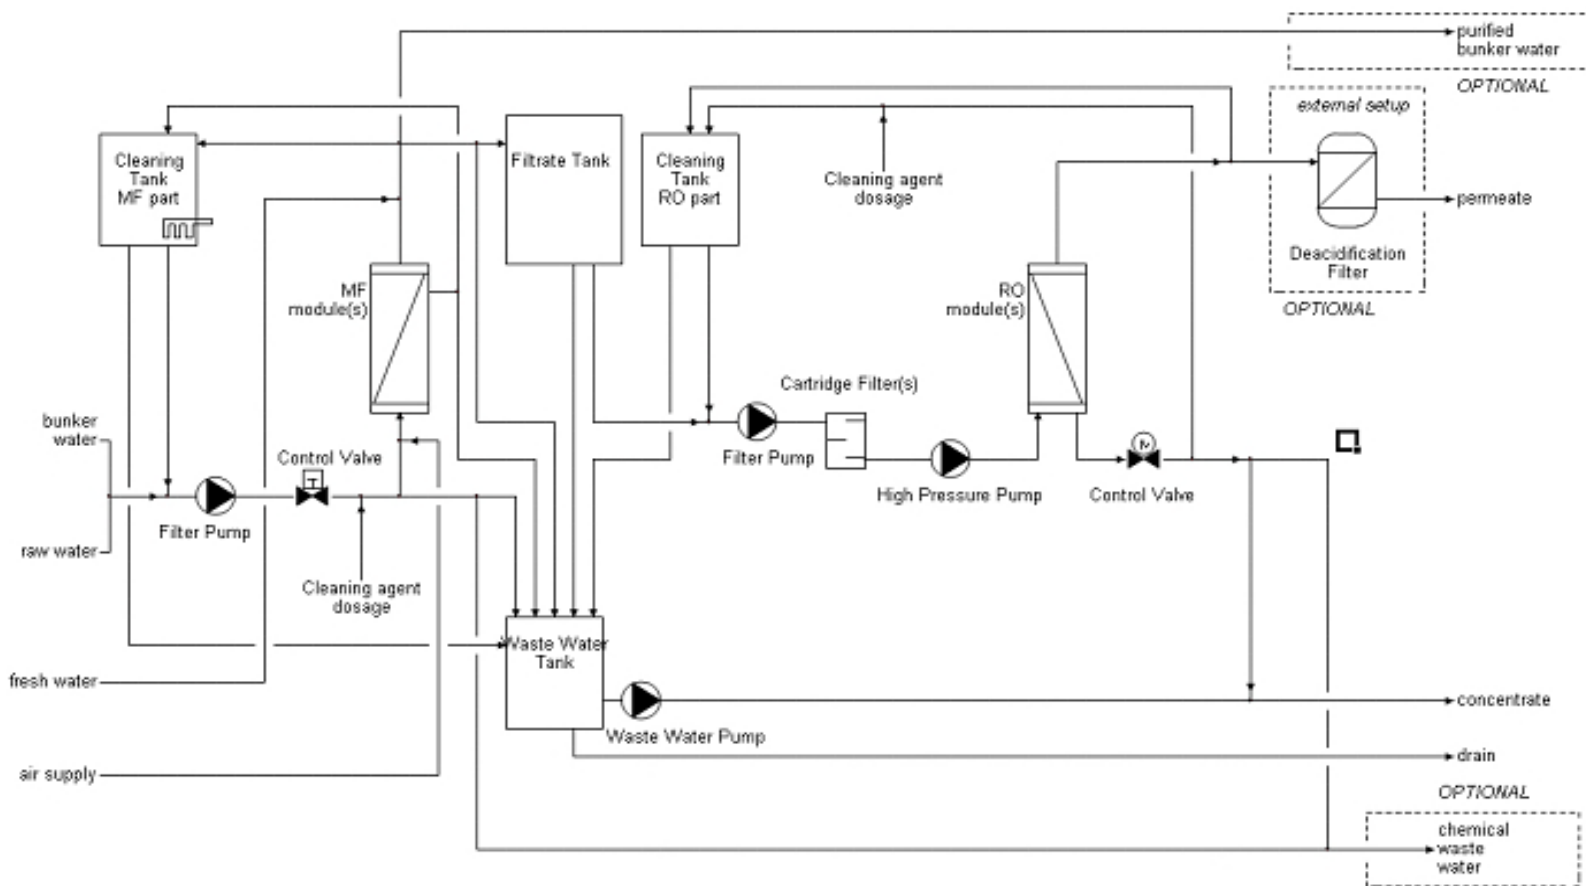 purified
bunker water
OPTIONAL
external setup
Cleaning
Tank
MF part
Filtrate Tank
Cleaning
Tank
RO part
Cleaning agent
dosage
permeate
Deacidification
Filter
OPTIONAL
MF
module(s)
RO
module(s)
Cartridge Filter(s)
bunker
water
Control Valve
T
M
Filter Pump
High Pressure Pump
Control Valve
Filter Pump
raw water
Cleaning agent
dosage
Waste Water
Tank
fresh water
concentrate
Waste Water Pump
drain
air supply
OPTIONAL
chemical
waste
water